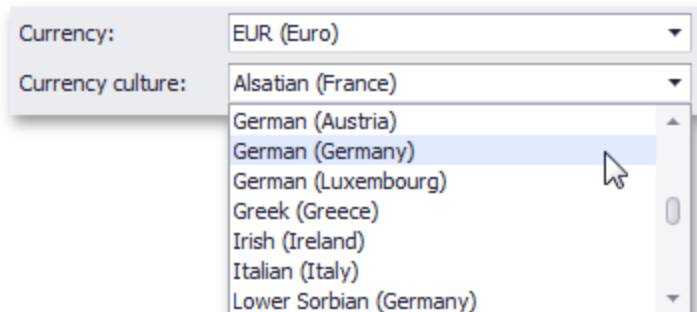 Currency: EUR (Euro)
Currency culture: Alsatian (France)
German (Austria)
German (Germany)
German (Luxembourg)
Greek (Greece)
Irish (Ireland)
Italian (Italy)
Lower Sorbian (Germany)